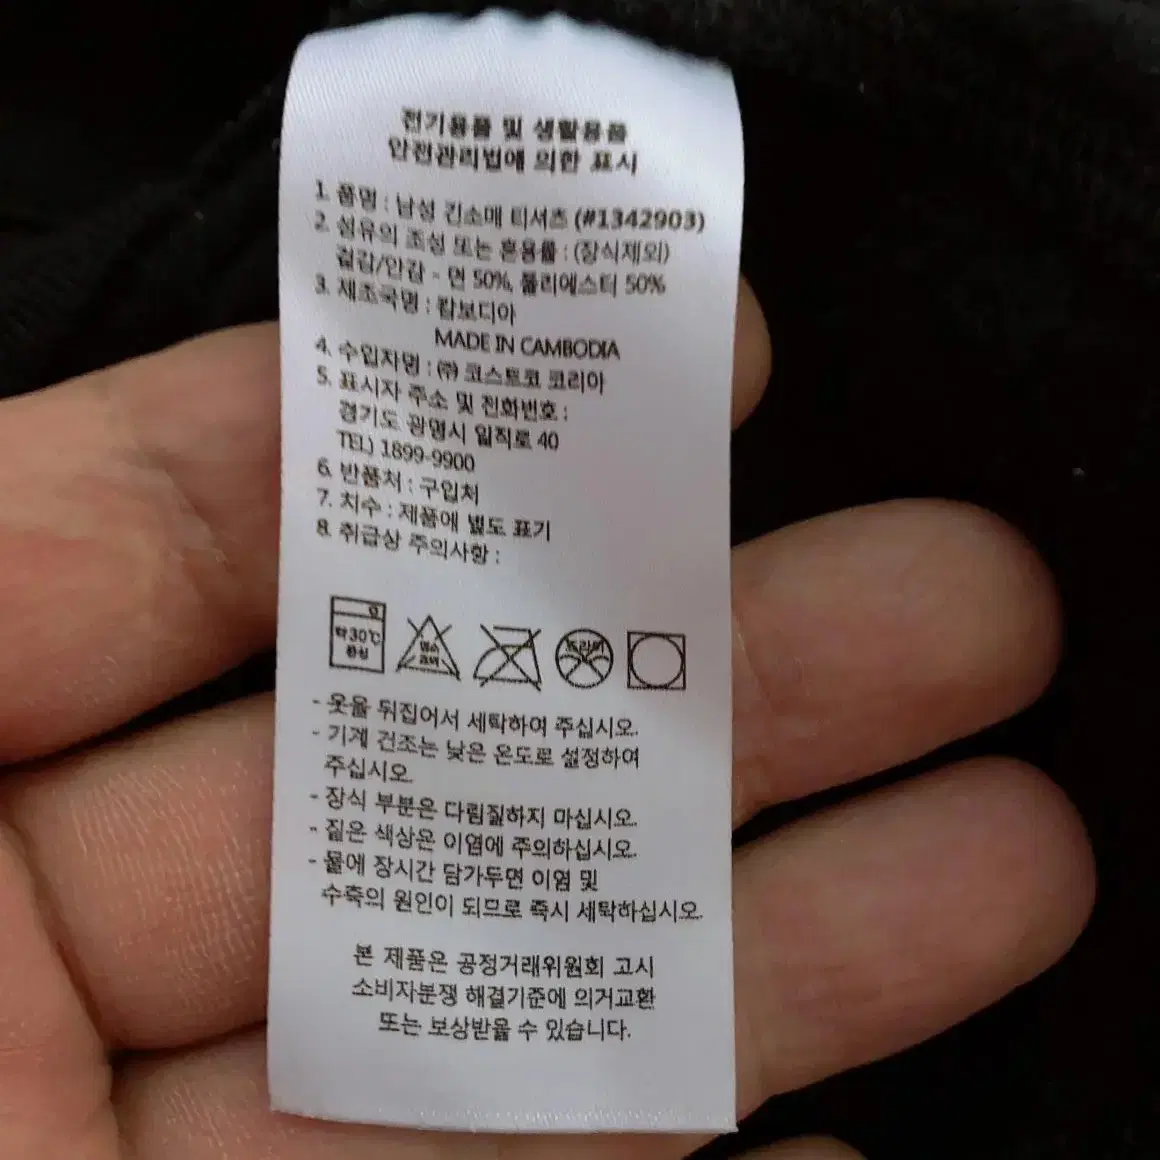 전기용품 및 생활용품
안전관리법에 의한 표시
1. 품명 : 남성 긴소매 티셔츠 (#1342903)
2. 섬유의 조성 또는 혼용률 : (장식제외)
겉감/안감 - 면 50%, 폴리에스터 50%
3. 제조국명 : 캄보디아
MADE IN CAMBODIA
4. 수입자명 : ㈜ 코스트코 코리아
5. 표시자 주소 및 전화번호 :
경기도 광명시 일직로 40
TEL) 1899-9900
6. 반품처 : 구입처
7. 치수 : 제품에 별도 표기
8. 취급상 주의사항 :
약30℃
중성
염소
표백
드라이
- 옷을 뒤집어서 세탁하여 주십시오.
- 기계 건조는 낮은 온도로 설정하여
주십시오.
- 장식 부분은 다림질하지 마십시오.
- 짙은 색상은 이염에 주의하십시오.
- 물에 장시간 담가두면 이염 및
수축의 원인이 되므로 즉시 세탁하십시오.
본 제품은 공정거래위원회 고시
소비자분쟁 해결기준에 의거교환
또는 보상받을 수 있습니다.